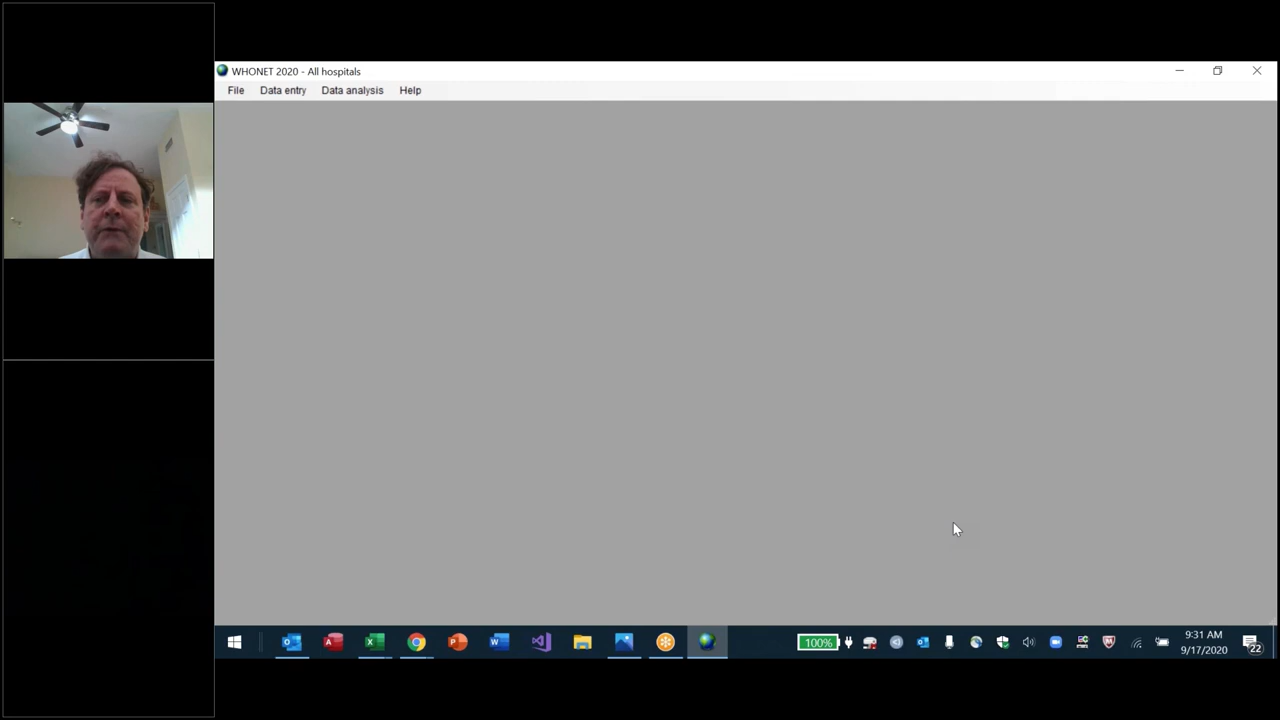 WHONET 2020 - All hospitals
File Data entry Data analysis Help
100%
9:31 AM
9/17/2020
22